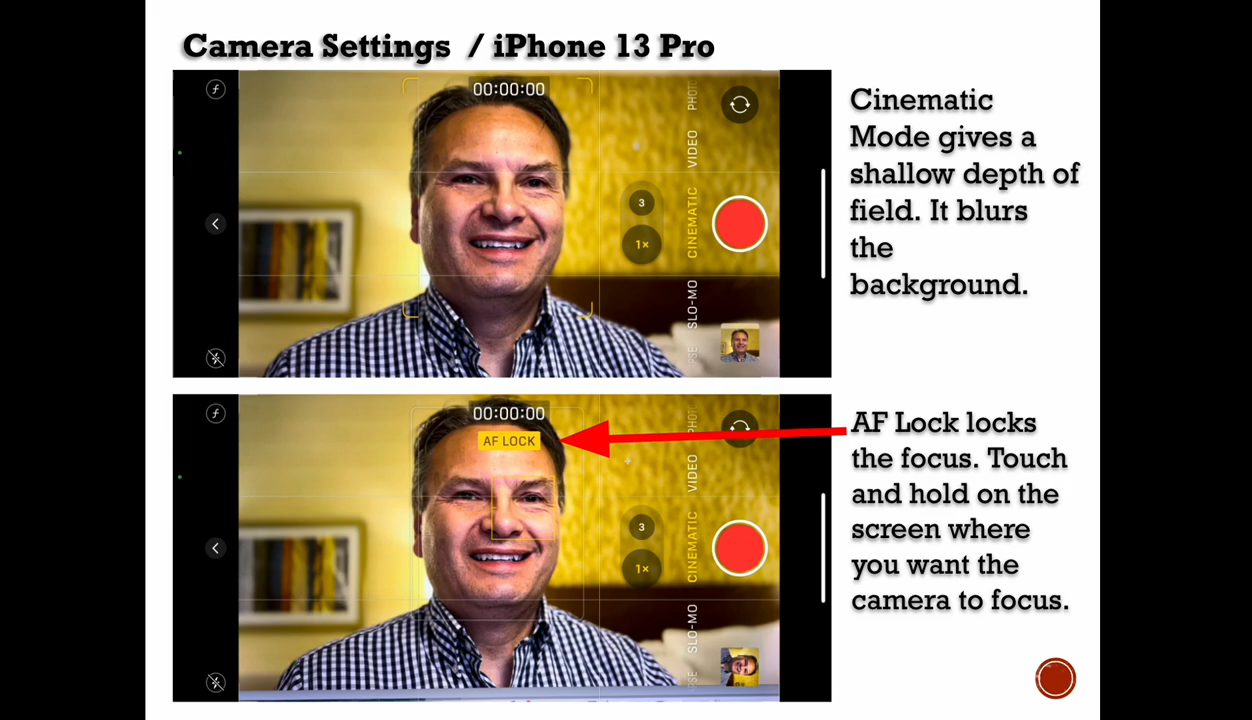 Camera Settings / iPhone 13 Pro
f
00:00:00
PHOTO
VIDEO
CINEMATIC
SLO-MO
PSE
3
1×
Cinematic
Mode gives a
shallow depth of
field. It blurs
the
background.
f
00:00:00
AF LOCK
PHOTO
VIDEO
CINEMATIC
SLO-MO
PSE
3
1×
AF Lock locks
the focus. Touch
and hold on the
screen where
you want the
camera to focus.